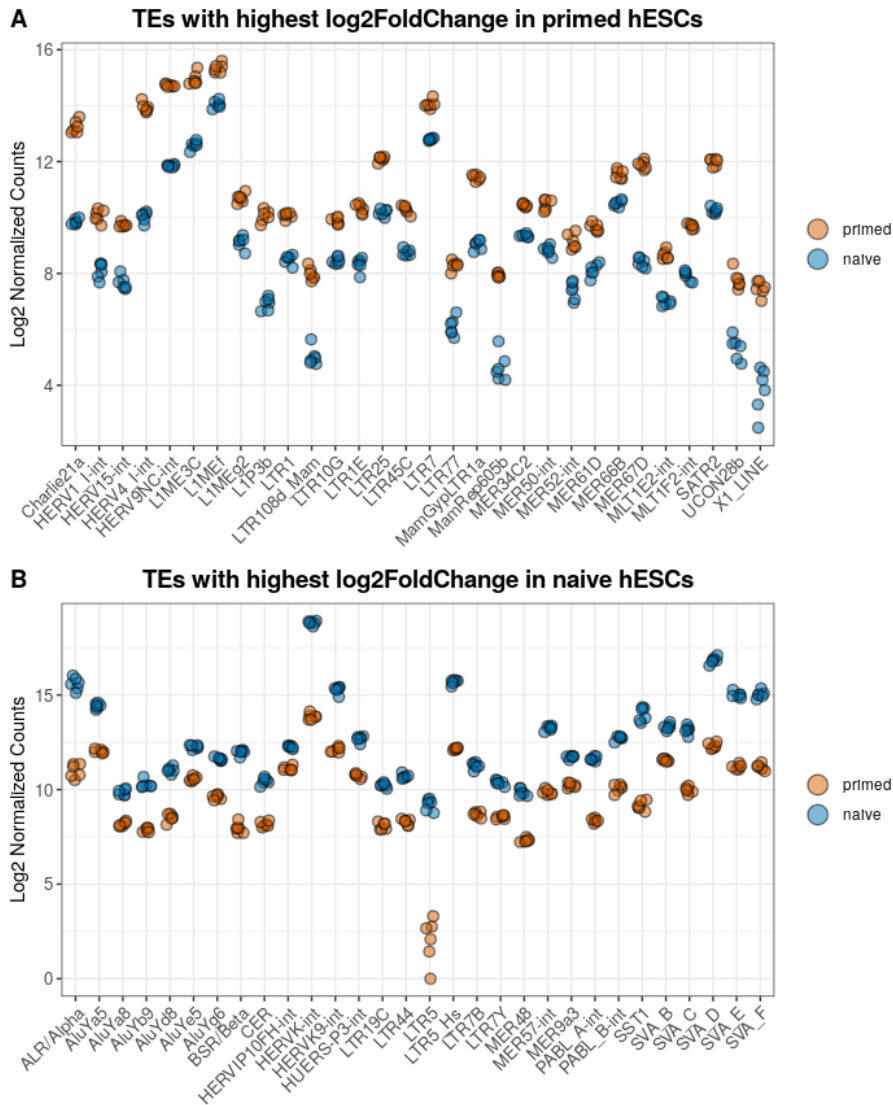 A
TEs with highest log2FoldChange in primed hESCs
Log2 Normalized Counts
16
12
8
4
primed
naive
Charlie21a
HERV1_I-int
HERV15-int
HERV4_I-int
HERV9NC-int
L1ME3C
L1MEf
L1MEg2
L1P3b
LTR1
LTR108d_Mam
LTR10G
LTR1E
LTR25
LTR45C
LTR7
LTR77
MamGypLTR1a
MamRep605b
MER34C2
MER50-int
MER52-int
MER61D
MER66B
MER67D
MLT1E2-int
MLT1F2-int
SATR2
UCON28b
X1_LINE
B
TEs with highest log2FoldChange in naive hESCs
Log2 Normalized Counts
15
10
5
0
primed
naive
ALR/Alpha
AluYa5
AluYa8
AluYb9
AluYd8
AluYe5
AluYg6
BSR/Beta
CER
HERVIP10FH-int
HERVK-int
HERVK9-int
HUERS-P3-int
LTR19C
LTR44
LTR5
LTR5_Hs
LTR7B
LTR7Y
MER48
MER57-int
MER9a3
PABL_A-int
PABL_B-int
SST1
SVA_B
SVA_C
SVA_D
SVA_E
SVA_F